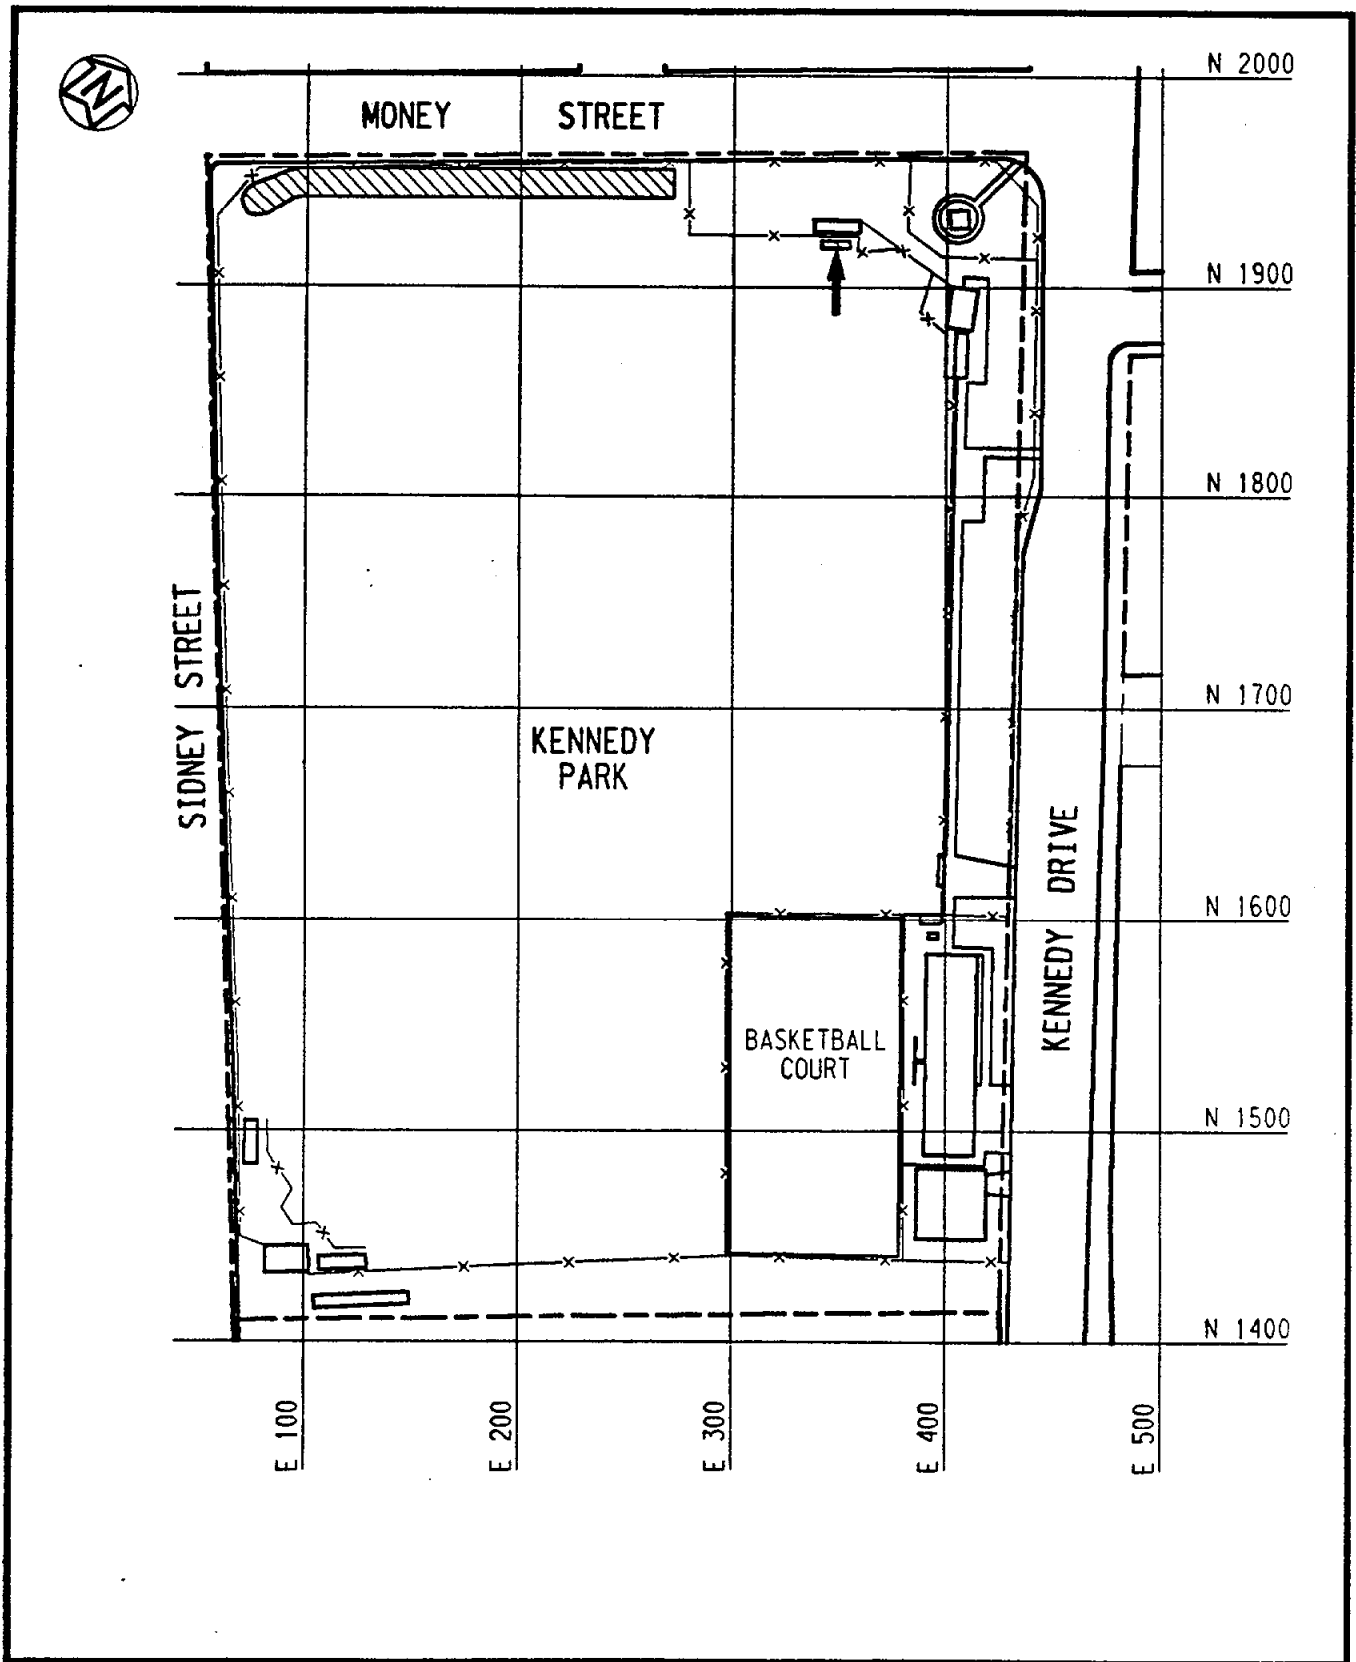 N
N 2000
MONEY STREET
N 1900
N 1800
SIDNEY STREET
N 1700
KENNEDY
PARK
KENNEDY DRIVE
N 1600
BASKETBALL
COURT
N 1500
N 1400
E 100
E 200
E 300
E 400
E 500